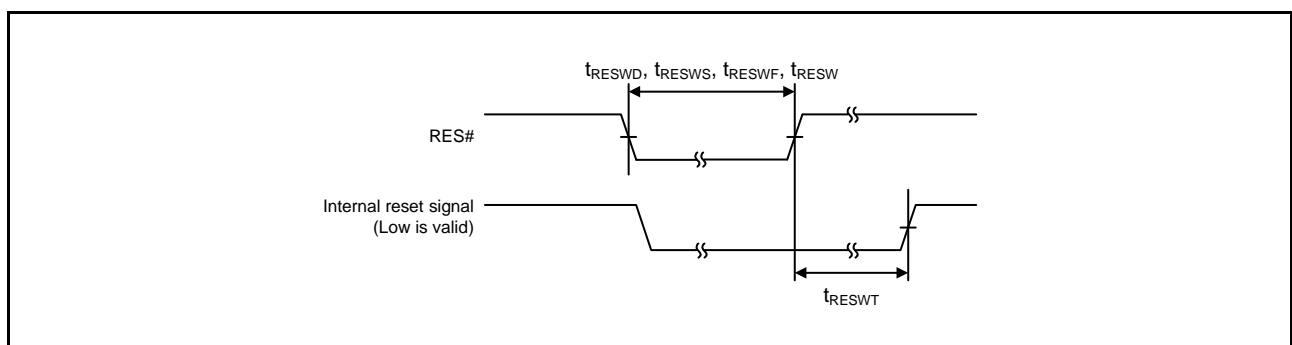 tRESWD, tRESWS, tRESWF, tRESW
RES#
Internal reset signal
(Low is valid)
tRESWT